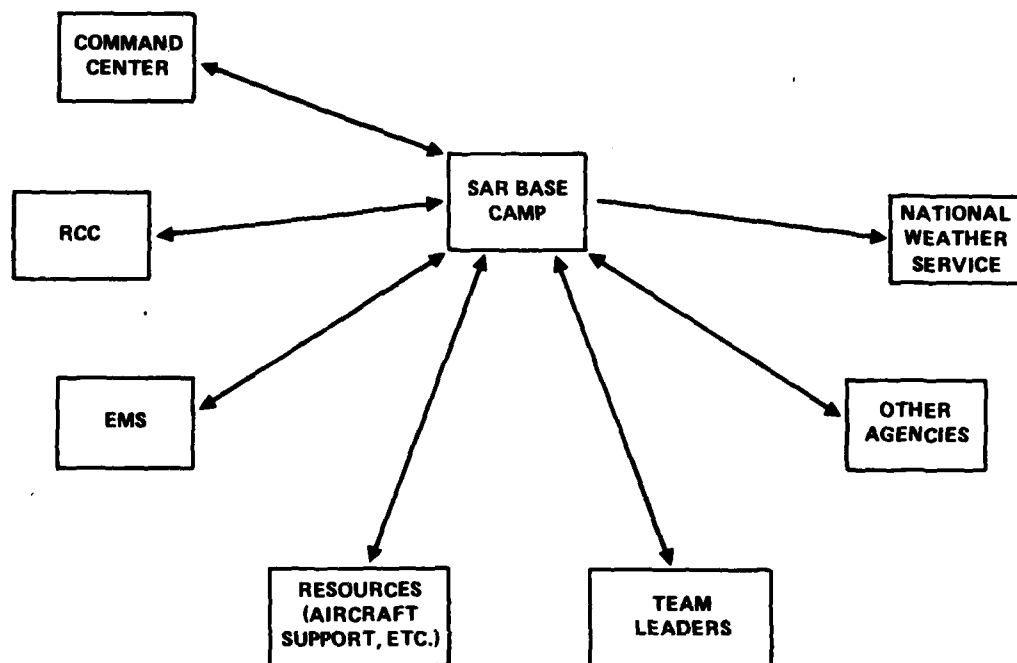 COMMAND
CENTER
SAR BASE
CAMP
NATIONAL
WEATHER
SERVICE
RCC
EMS
OTHER
AGENCIES
RESOURCES
(AIRCRAFT
SUPPORT, ETC.)
TEAM
LEADERS